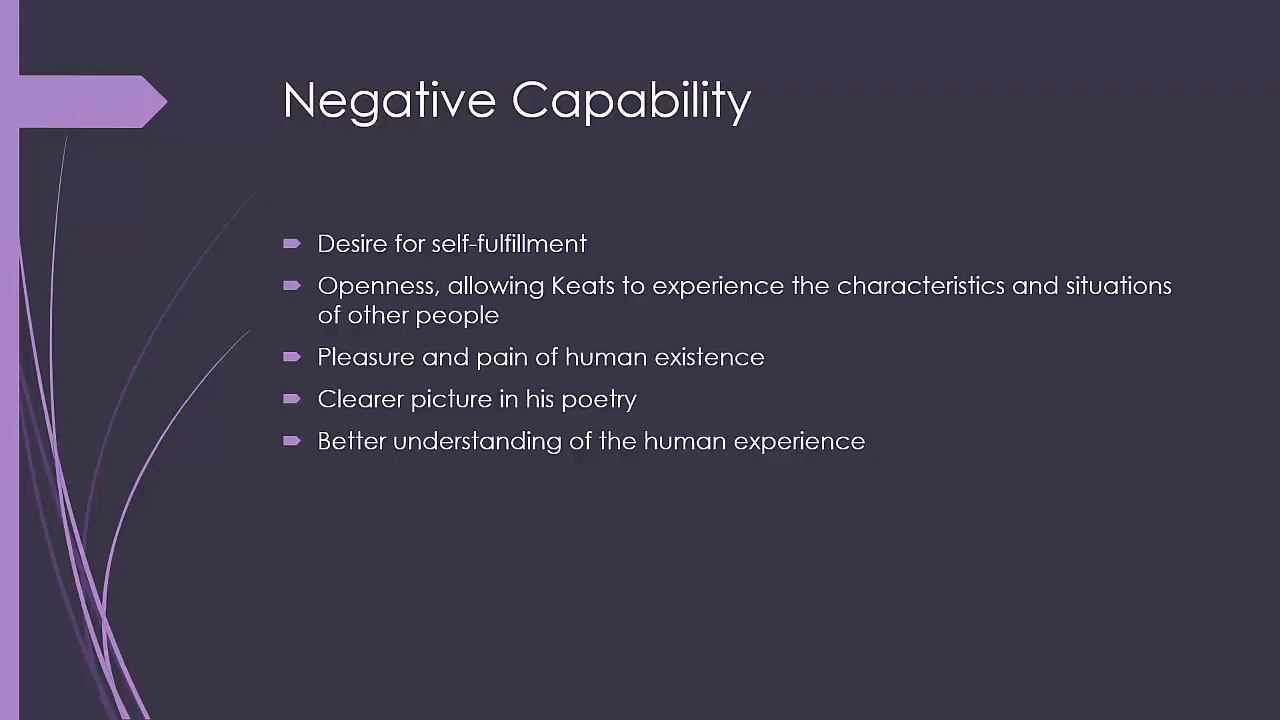 Negative Capability
Desire for self-fulfillment
Openness, allowing Keats to experience the characteristics and situations
of other people
Pleasure and pain of human existence
Clearer picture in his poetry
Better understanding of the human experience